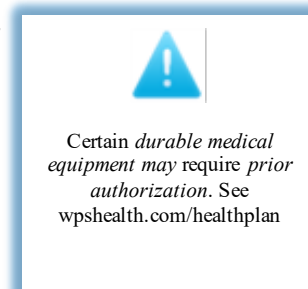 Certain durable medical
equipment may require prior
authorization. See
wpshealth.com/healthplan